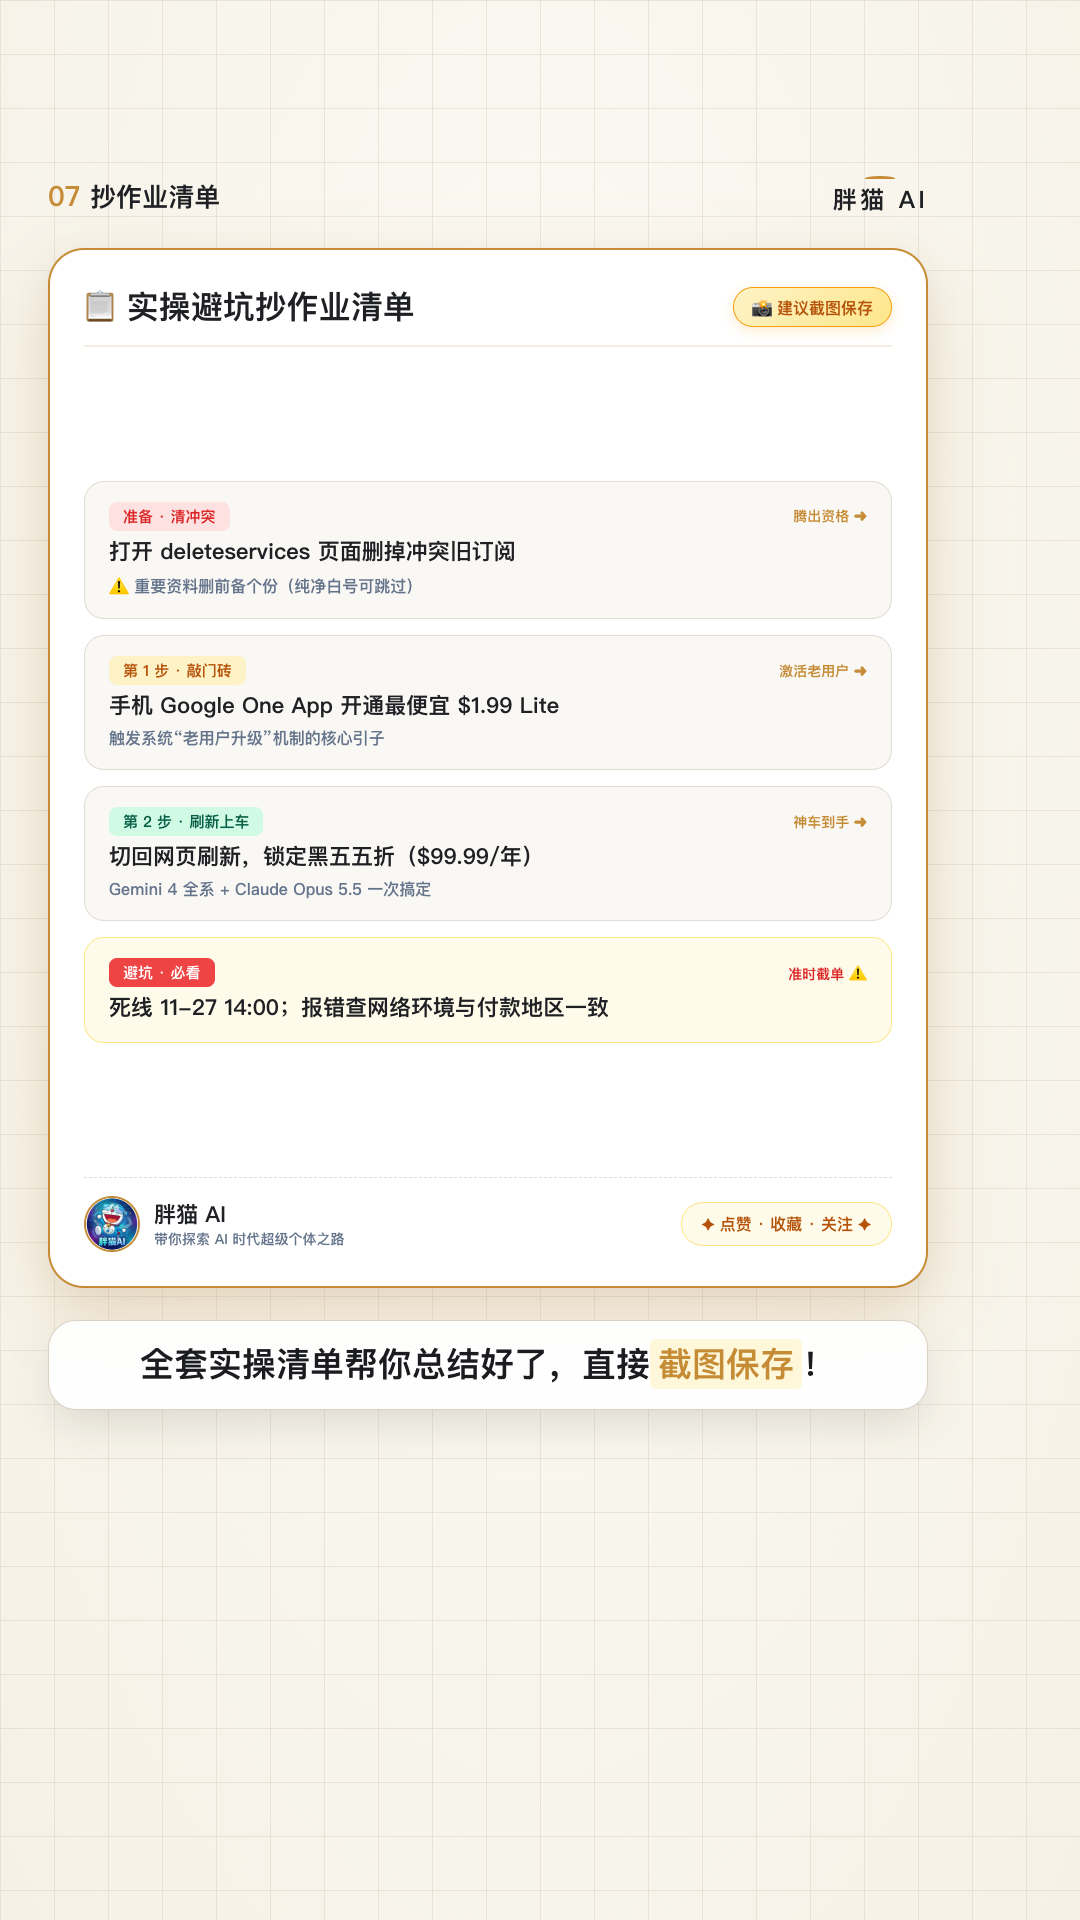 07 抄作业清单
胖猫 AI
📋 实操避坑抄作业清单
📸 建议截图保存
准备 · 清冲突
腾出资格 ➜
打开 deleteservices 页面删掉冲突旧订阅
⚠️ 重要资料删前备个份（纯净白号可跳过）
第 1 步 · 敲门砖
激活老用户 ➜
手机 Google One App 开通最便宜 $1.99 Lite
触发系统“老用户升级”机制的核心引子
第 2 步 · 刷新上车
神车到手 ➜
切回网页刷新，锁定黑五五折（$99.99/年）
Gemini 4 全系 + Claude Opus 5.5 一次搞定
避坑 · 必看
准时截单 ⚠️
死线 11–27 14:00；报错查网络环境与付款地区一致
胖猫AI
胖猫 AI
带你探索 AI 时代超级个体之路
✦ 点赞 · 收藏 · 关注 ✦
全套实操清单帮你总结好了，直接截图保存！